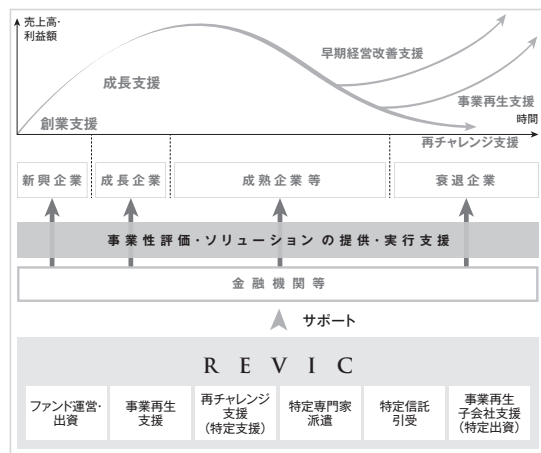 売上高・
利益額
早期経営改善支援
成長支援
事業再生支援
創業支援
時間
再チャレンジ支援
新興企業
成長企業
成熟企業等
衰退企業
事業性評価・ソリューションの提供・実行支援
金融機関等
サポート
REVIC
ファンド運営・
出資
事業再生
支援
再チャレンジ
支援
(特定支援)
特定専門家
派遣
特定信託
引受
事業再生
子会社支援
(特定出資)